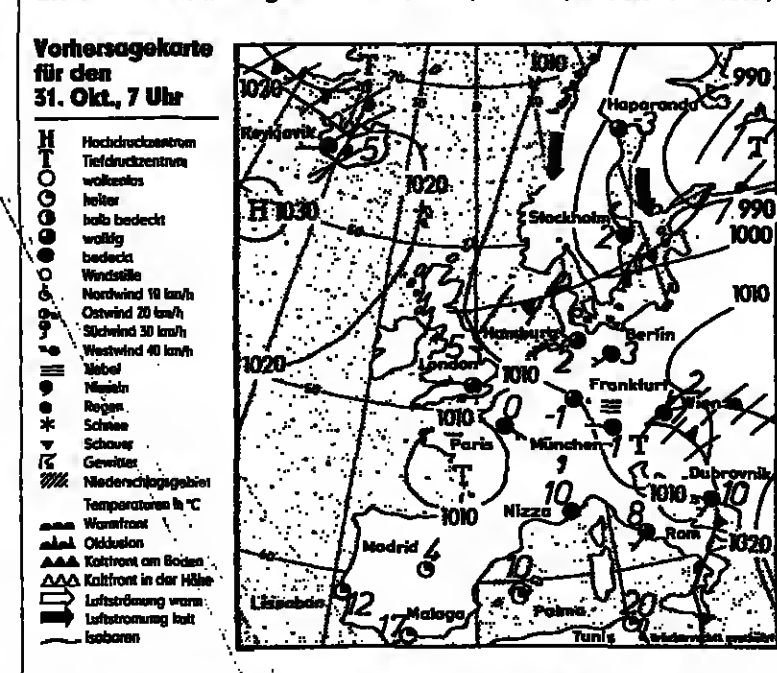 Vorhersagekarte
für den
31. Okt., 7 Uhr
H Hochdruckzentrum
T Tiefdruckzentrum
wolkenlos
heiter
halb bedeckt
wolkig
bedeckt
Windstille
Nordwind 10 km/h
Ostwind 20 km/h
Südwind 30 km/h
Westwind 40 km/h
Nebel
Nieseln
Regen
Schnee
Schauer
Gewitter
Niederschlagsgebiet
Temperaturen in °C
Warmfront
Okklusion
Kaltfront am Boden
Kaltfront in der Höhe
Luftströmung warm
Luftströmung kalt
Isobaren
1020
T
1010
990
Haparanda
-3
Reykjavik
5
T
1020
H 1030
Stockholm
2
990
1000
1010
Hamburg
2
Berlin
3
1020
5
London
1010
Frankfurt
-1
2
Wien
1010
0
Paris
München
1
T
T
Dubrovnik
10
1010
Nizza
10
1010
8
Rom
1020
Madrid
4
10
Palma
Lissabon
12
17
Malaga
20
Tunis